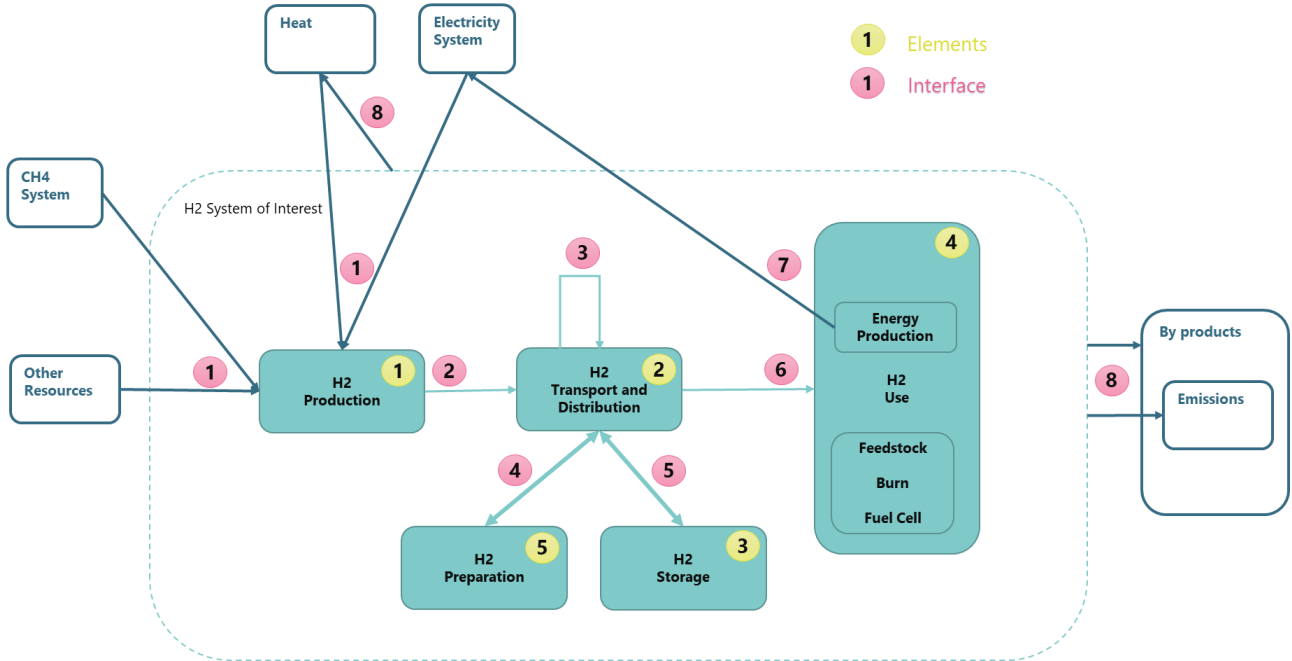 Heat
Electricity
System
1 Elements
1 Interface
8
CH4
System
H2 System of Interest
4
3
7
1
Energy
Production
By products
Other
Resources
1
H2
Production
1
2
H2
Transport and
Distribution
2
6
H2
Use
8
Emissions
4
5
Feedstock
Burn
Fuel Cell
H2
Preparation
5
H2
Storage
3